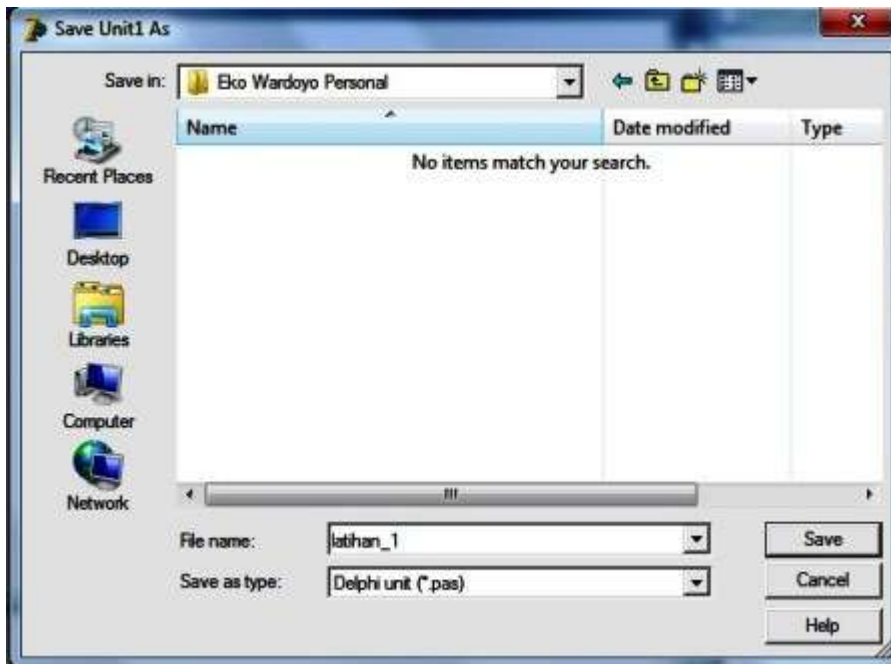 Save Unit1 As
Save in: Eko Wardoyo Personal
Name Date modified Type
No items match your search.
Recent Places
Desktop
Libraries
Computer
Network
File name: latihan_1 Save
Save as type: Delphi unit (*.pas) Cancel
Help